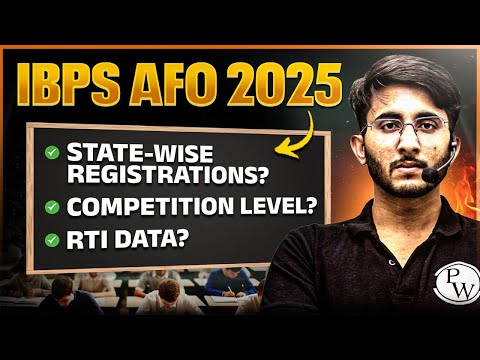 IBPS AFO 2025
STATE-WISE
REGISTRATIONS?
COMPETITION LEVEL?
RTI DATA?
PW